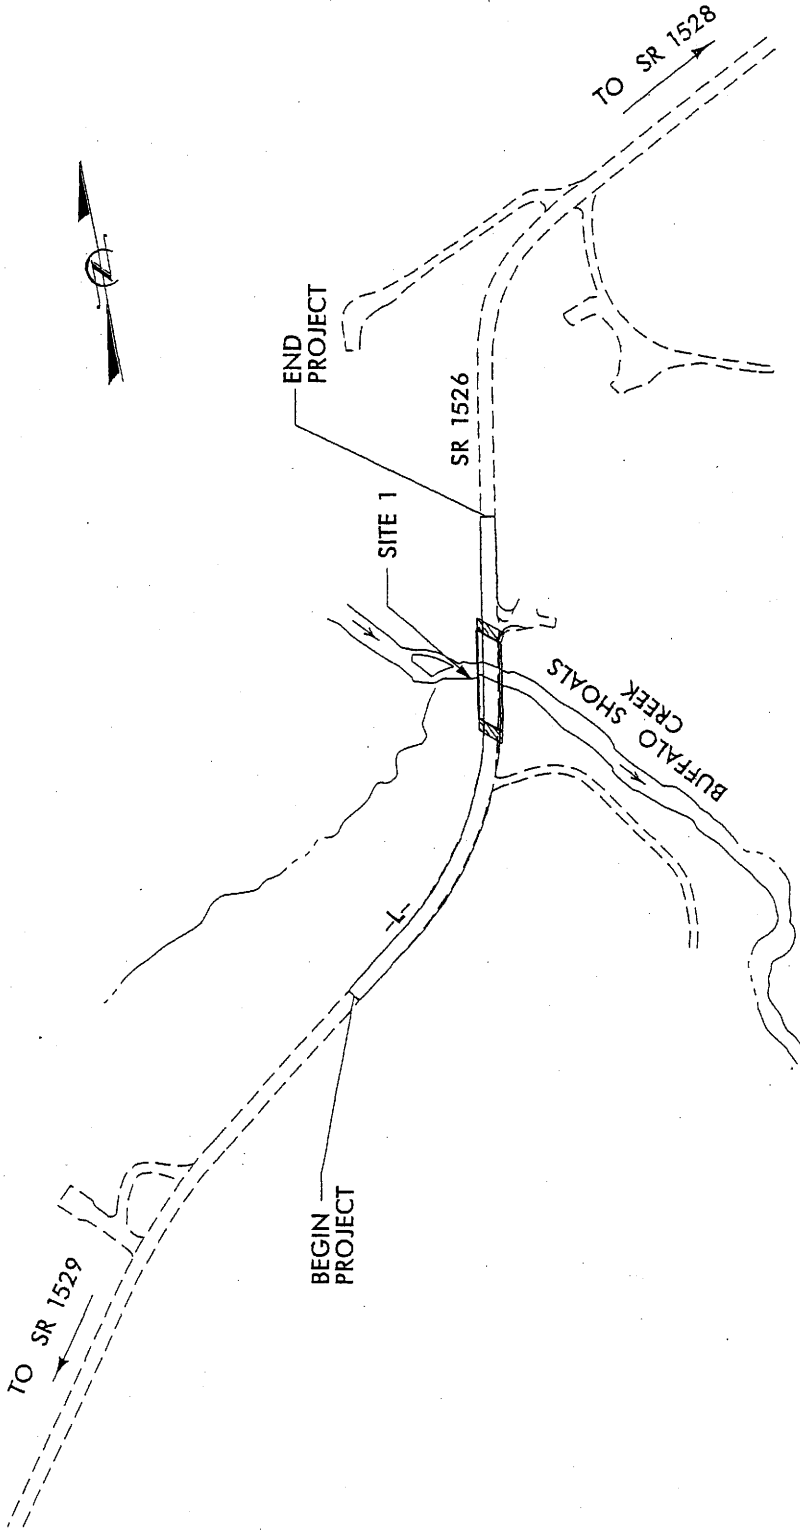 TO SR 1528
END
PROJECT
SR 1526
SITE 1
BUFFALO SHOALS
CREEK
-L-
BEGIN
PROJECT
TO SR 1529